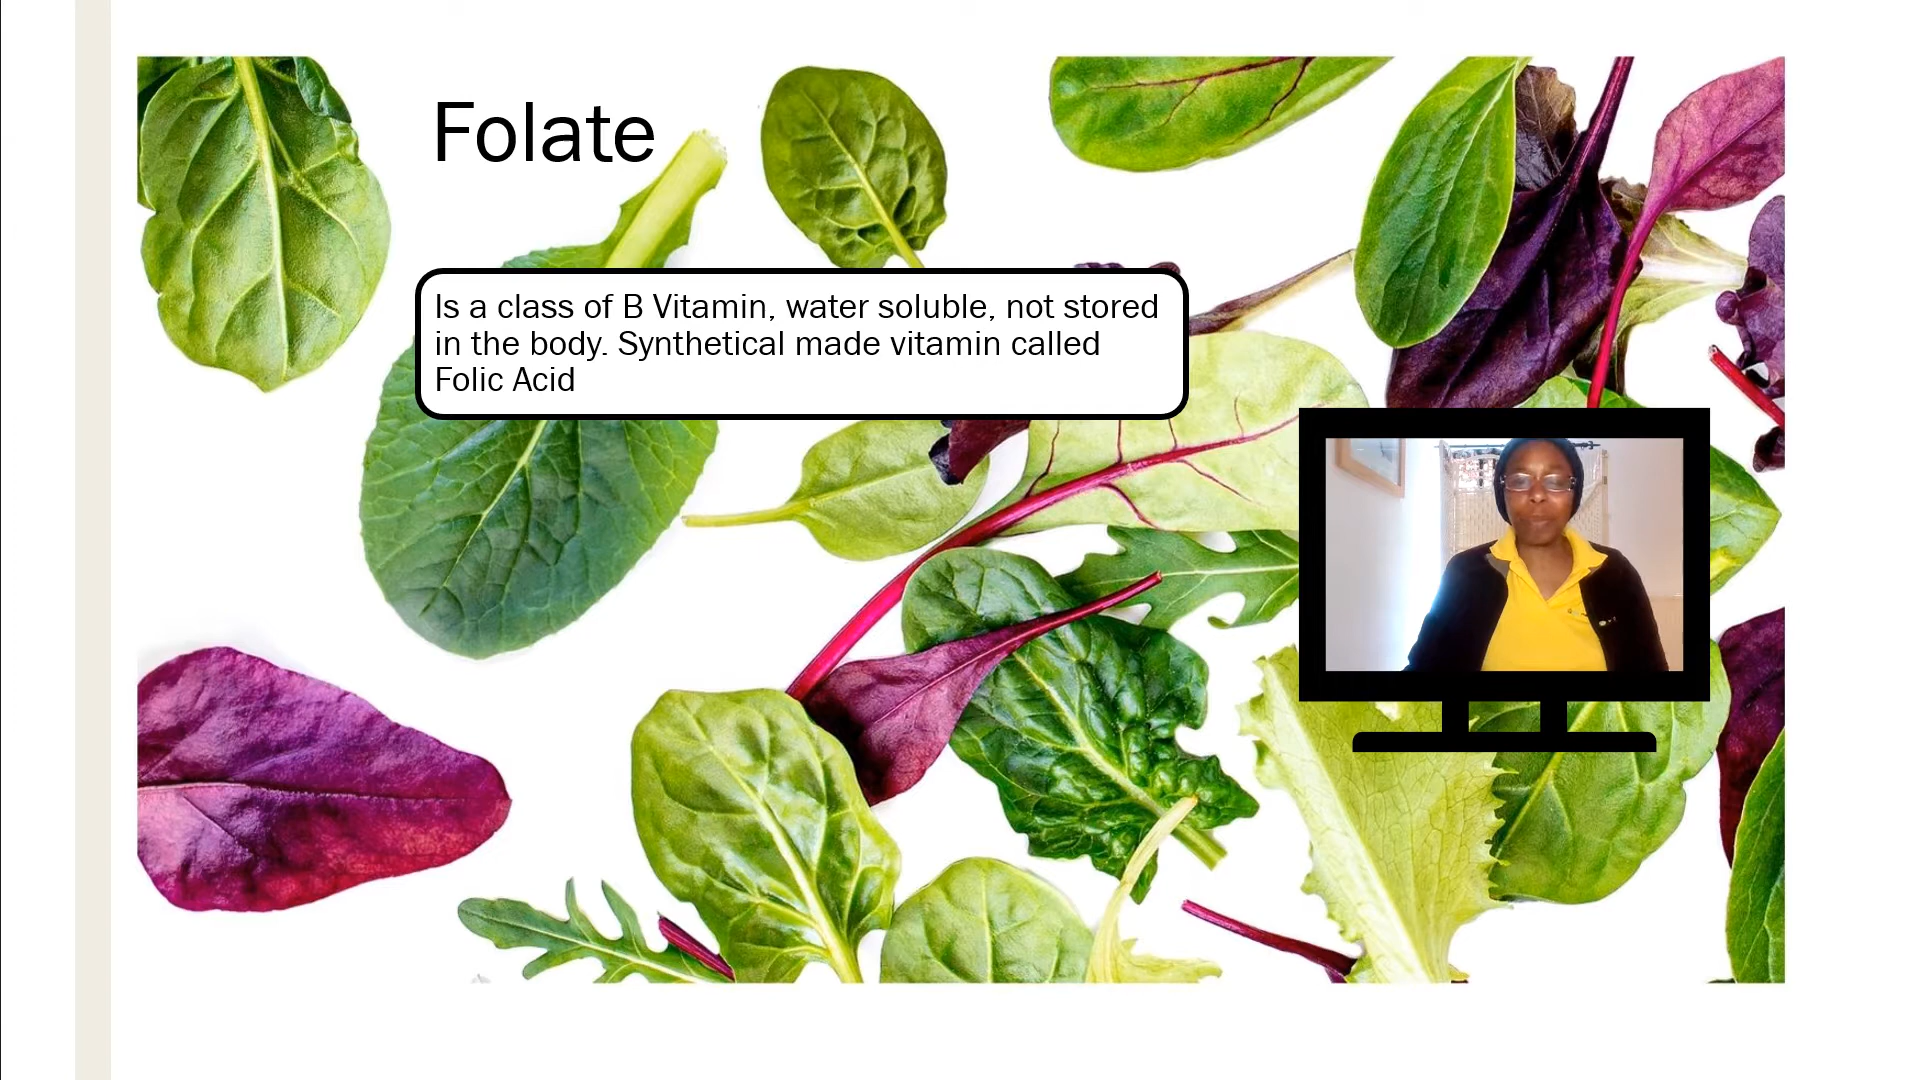 Folate
Is a class of B Vitamin, water soluble, not stored
in the body. Synthetical made vitamin called
Folic Acid